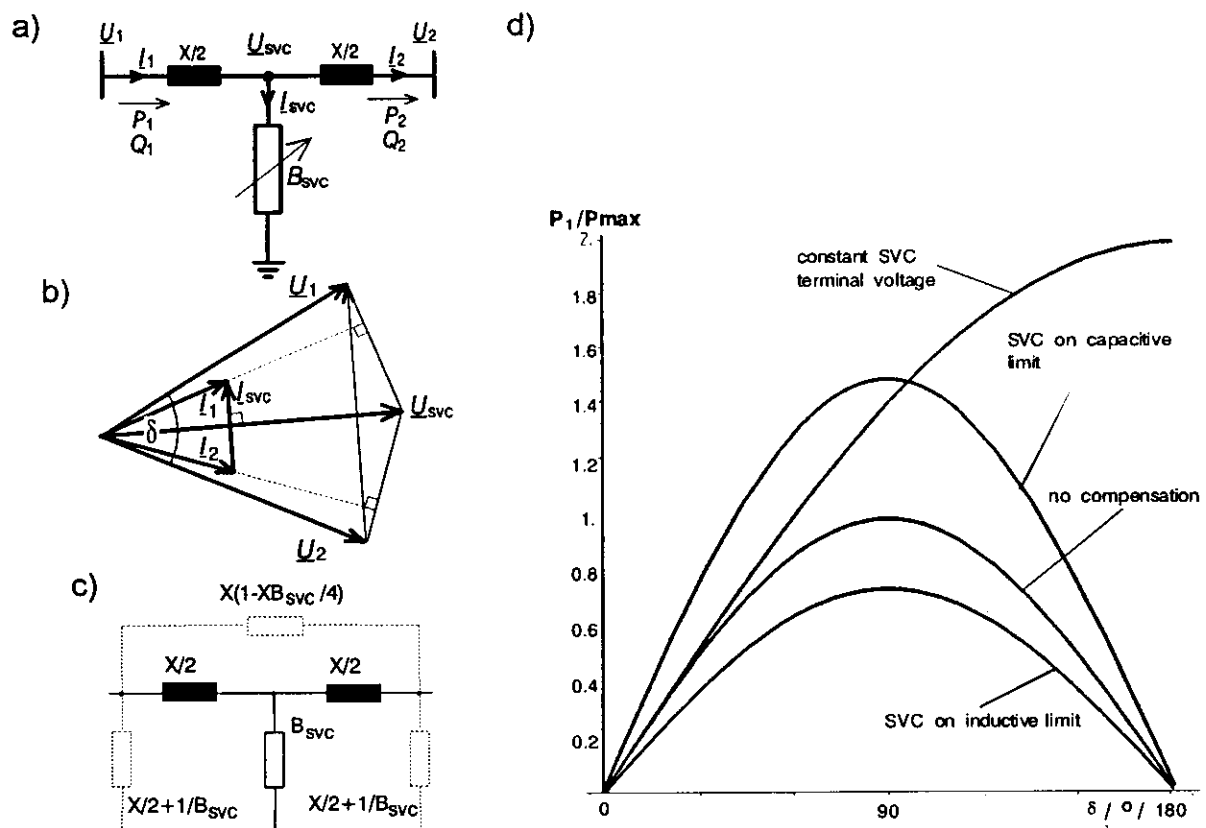 a)
U1
I1
X/2
Usvc
X/2
I2
U2
P1
Q1
Isvc
P2
Q2
Bsvc
b)
U1
δ
I1
Isvc
Usvc
I2
U2
c)
X(1-XBsvc/4)
X/2
X/2
Bsvc
X/2+1/Bsvc
X/2+1/Bsvc
d)
P1/Pmax
2.
1.8
1.6
1.4
1.2
1.
0.8
0.6
0.4
0.2
0
90
δ / º / 180
constant SVC
terminal voltage
SVC on capacitive
limit
no compensation
SVC on inductive limit